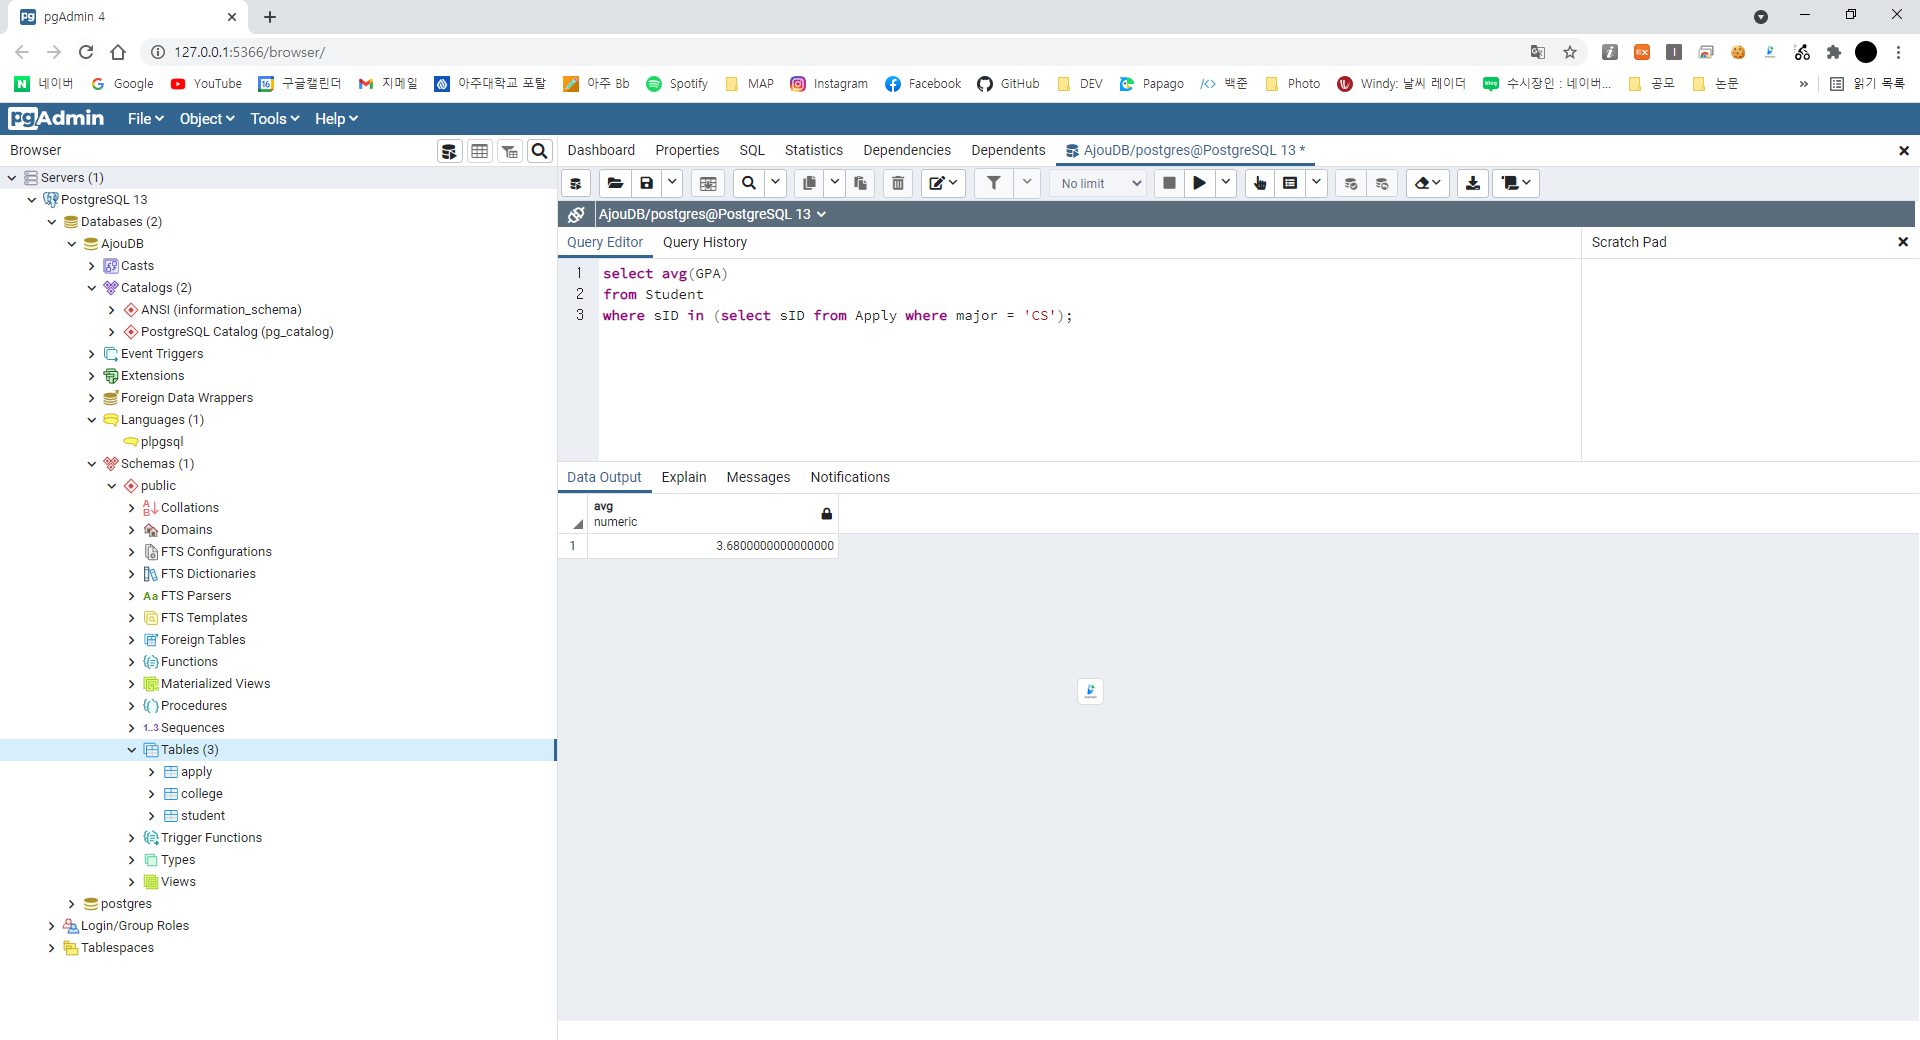 pgAdmin 4
127.0.0.1:5366/browser/
네이버 Google YouTube 구글캘린더 지메일 아주대학교 포탈 아주 Bb Spotify MAP Instagram Facebook GitHub DEV Papago 백준 Photo Windy: 날씨 레이더 수시장인 : 네이버... 공모 논문 » 읽기 목록
pgAdmin File Object Tools Help
Browser
Dashboard Properties SQL Statistics Dependencies Dependents AjouDB/postgres@PostgreSQL 13 *
No limit
AjouDB/postgres@PostgreSQL 13
Query Editor Query History
Scratch Pad
1 select avg(GPA)
2 from Student
3 where sID in (select sID from Apply where major = 'CS');
Data Output Explain Messages Notifications
avg
numeric
1 3.6800000000000000
Servers (1)
PostgreSQL 13
Databases (2)
AjouDB
Casts
Catalogs (2)
ANSI (information_schema)
PostgreSQL Catalog (pg_catalog)
Event Triggers
Extensions
Foreign Data Wrappers
Languages (1)
plpgsql
Schemas (1)
public
Collations
Domains
FTS Configurations
FTS Dictionaries
FTS Parsers
FTS Templates
Foreign Tables
Functions
Materialized Views
Procedures
Sequences
Tables (3)
apply
college
student
Trigger Functions
Types
Views
postgres
Login/Group Roles
Tablespaces